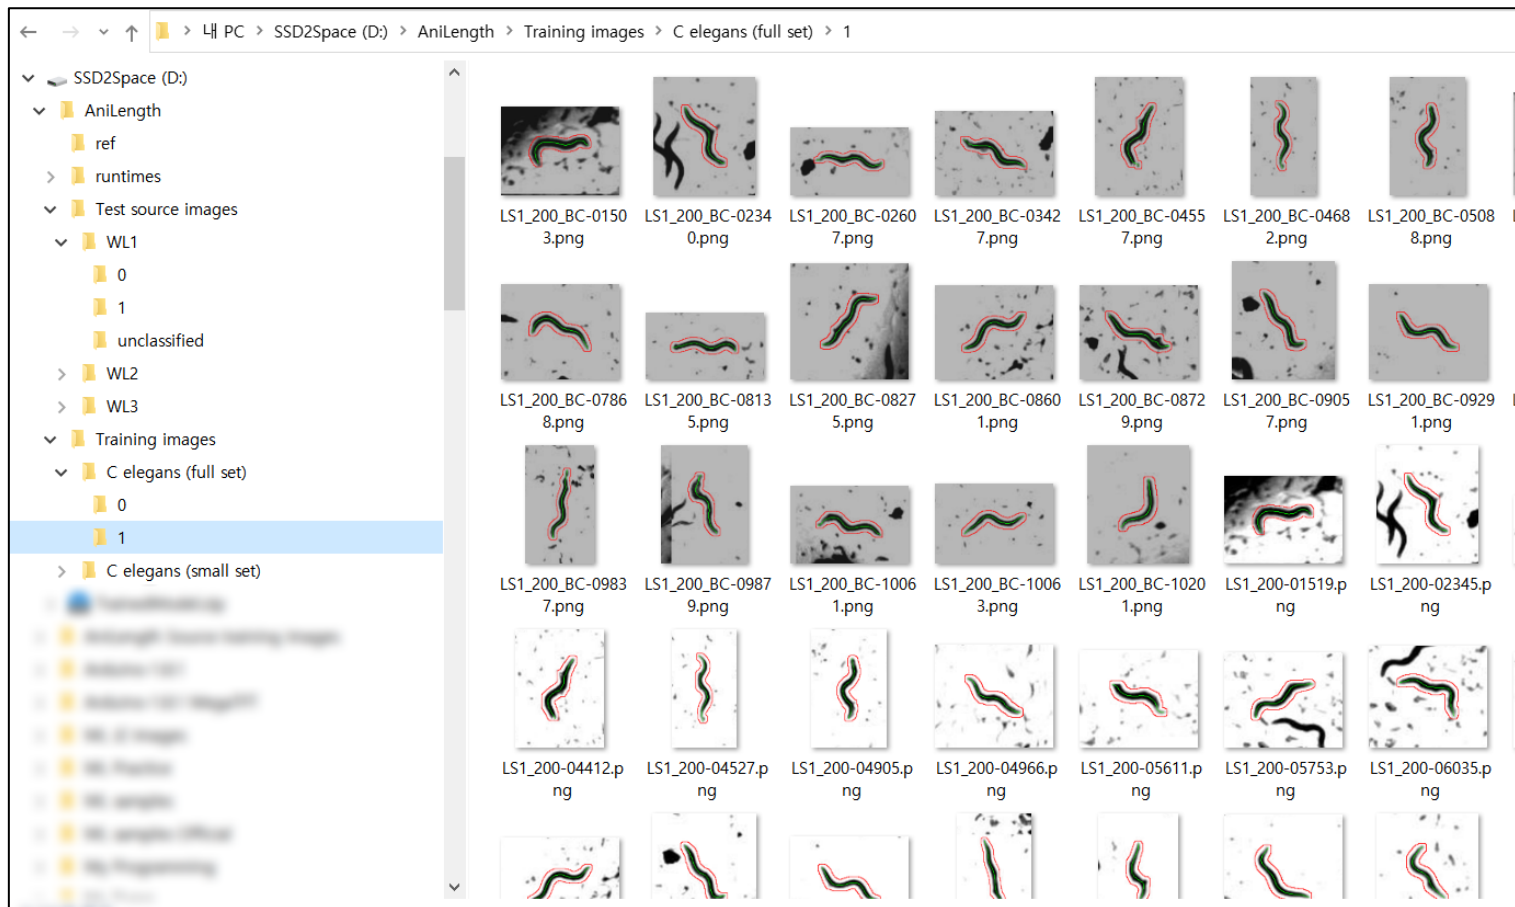 내 PC > SSD2Space (D:) > AniLength > Training images > C elegans (full set) > 1
SSD2Space (D:)
AniLength
ref
runtimes
Test source images
WL1
0
1
unclassified
WL2
WL3
Training images
C elegans (full set)
0
1
C elegans (small set)
LS1_200_BC-0150
3.png
LS1_200_BC-0234
0.png
LS1_200_BC-0260
7.png
LS1_200_BC-0342
7.png
LS1_200_BC-0455
7.png
LS1_200_BC-0468
2.png
LS1_200_BC-0508
8.png
LS1_200_BC-0786
8.png
LS1_200_BC-0813
5.png
LS1_200_BC-0827
5.png
LS1_200_BC-0860
1.png
LS1_200_BC-0872
9.png
LS1_200_BC-0905
7.png
LS1_200_BC-0929
1.png
LS1_200_BC-0983
7.png
LS1_200_BC-0987
9.png
LS1_200_BC-1006
1.png
LS1_200_BC-1006
3.png
LS1_200_BC-1020
1.png
LS1_200-01519.p
ng
LS1_200-02345.p
ng
LS1_200-04412.p
ng
LS1_200-04527.p
ng
LS1_200-04905.p
ng
LS1_200-04966.p
ng
LS1_200-05611.p
ng
LS1_200-05753.p
ng
LS1_200-06035.p
ng